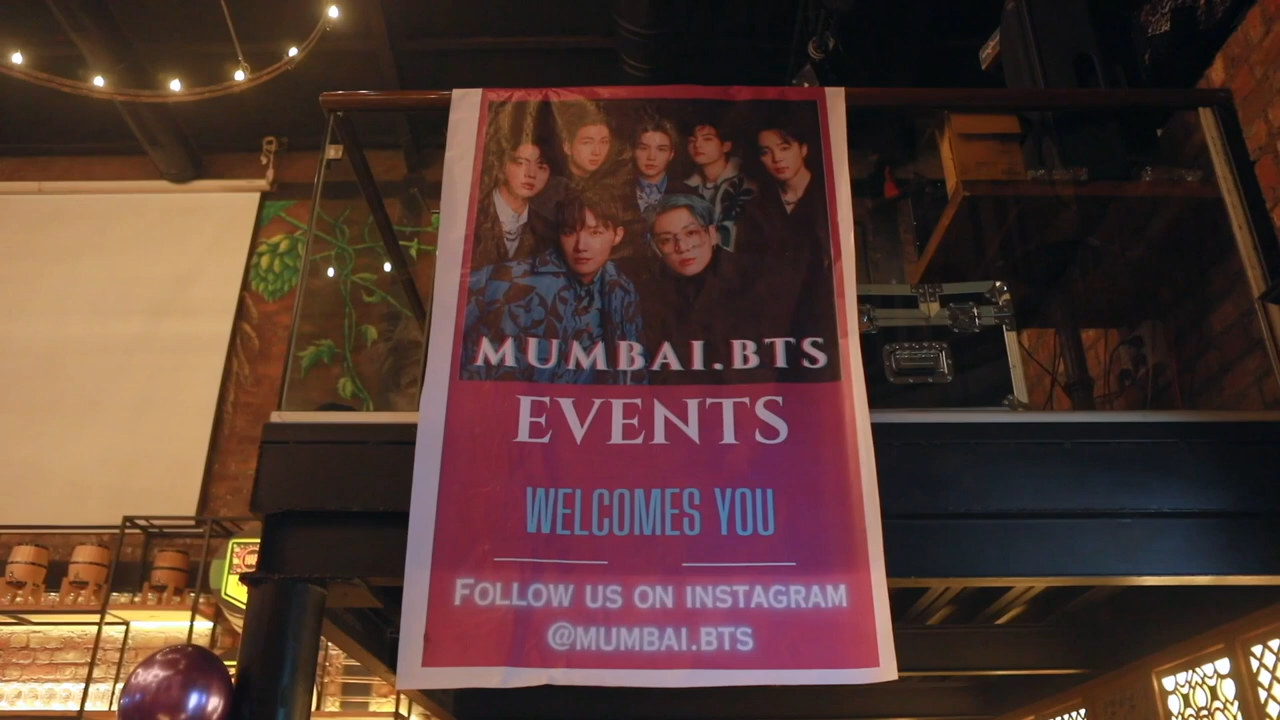 MUMBAI.BTS
EVENTS
WELCOMES YOU
FOLLOW US ON INSTAGRAM
@MUMBAI.BTS